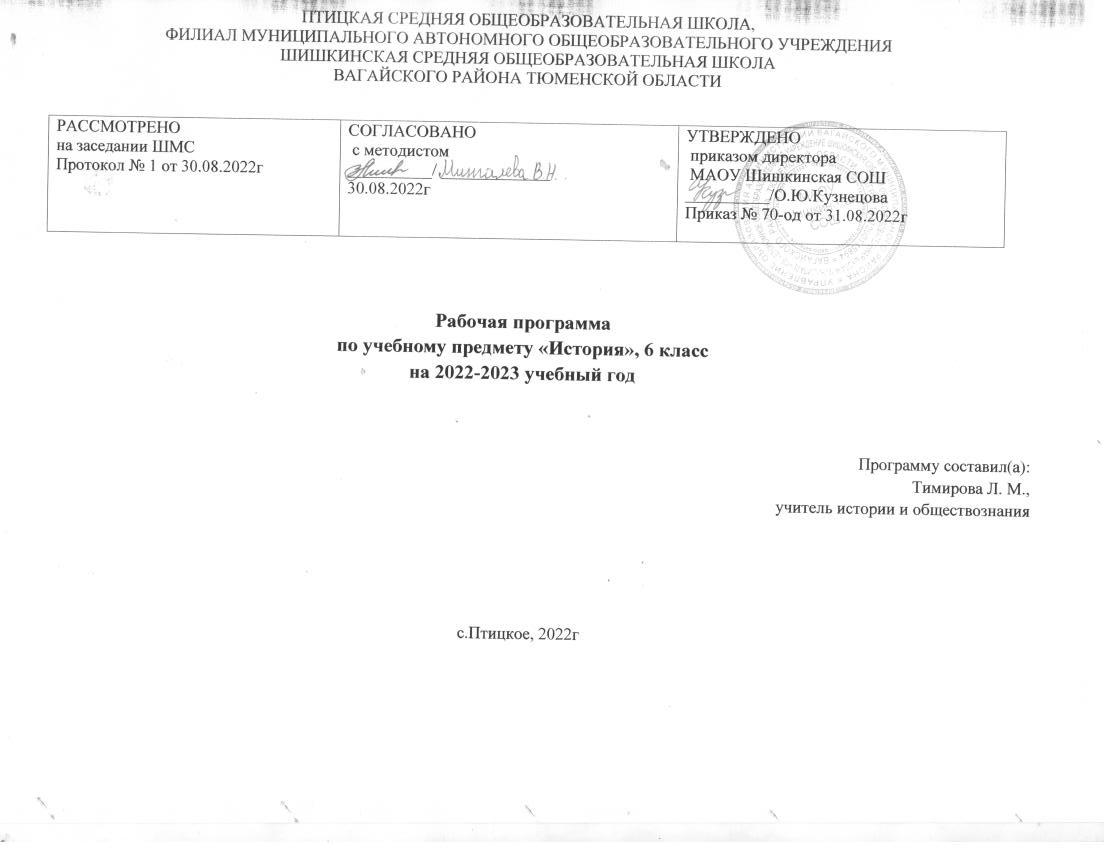 ПТИЦКАЯ СРЕДНЯЯ ОБЩЕОБРАЗОВАТЕЛЬНАЯ ШКОЛА,
ФИЛИАЛ МУНИЦИПАЛЬНОГО АВТОНОМНОГО ОБЩЕОБРАЗОВАТЕЛЬНОГО УЧРЕЖДЕНИЯ
ШИШКИНСКАЯ СРЕДНЯЯ ОБЩЕОБРАЗОВАТЕЛЬНАЯ ШКОЛА
ВАГАЙСКОГО РАЙОНА ТЮМЕНСКОЙ ОБЛАСТИ
РАССМОТРЕНО
на заседании ШМС
Протокол № 1 от 30.08.2022г
СОГЛАСОВАНО
с методистом
/ В.Н.
30.08.2022г
УТВЕРЖДЕНО
приказом директора
МАОУ Шишкинская СОШ
/О.Ю.Кузнецова
Приказ № 70-од от 31.08.2022г
Рабочая программа
по учебному предмету «История», 6 класс
на 2022-2023 учебный год
Программу составил(а):
Тимирова Л. М.,
учитель истории и обществознания
с.Птицкое, 2022г